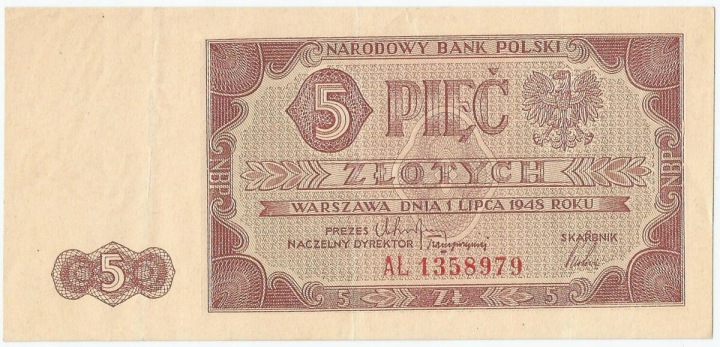 NARODOWY BANK POLSKI
5 PIĘĆ
ZŁOTYCH
NBP
NBP
WARSZAWA DNIA 1 LIPCA 1948 ROKU
PREZES
NACZELNY DYREKTOR
SKARBNIK
AL 1358979
5
5 ZŁ 5